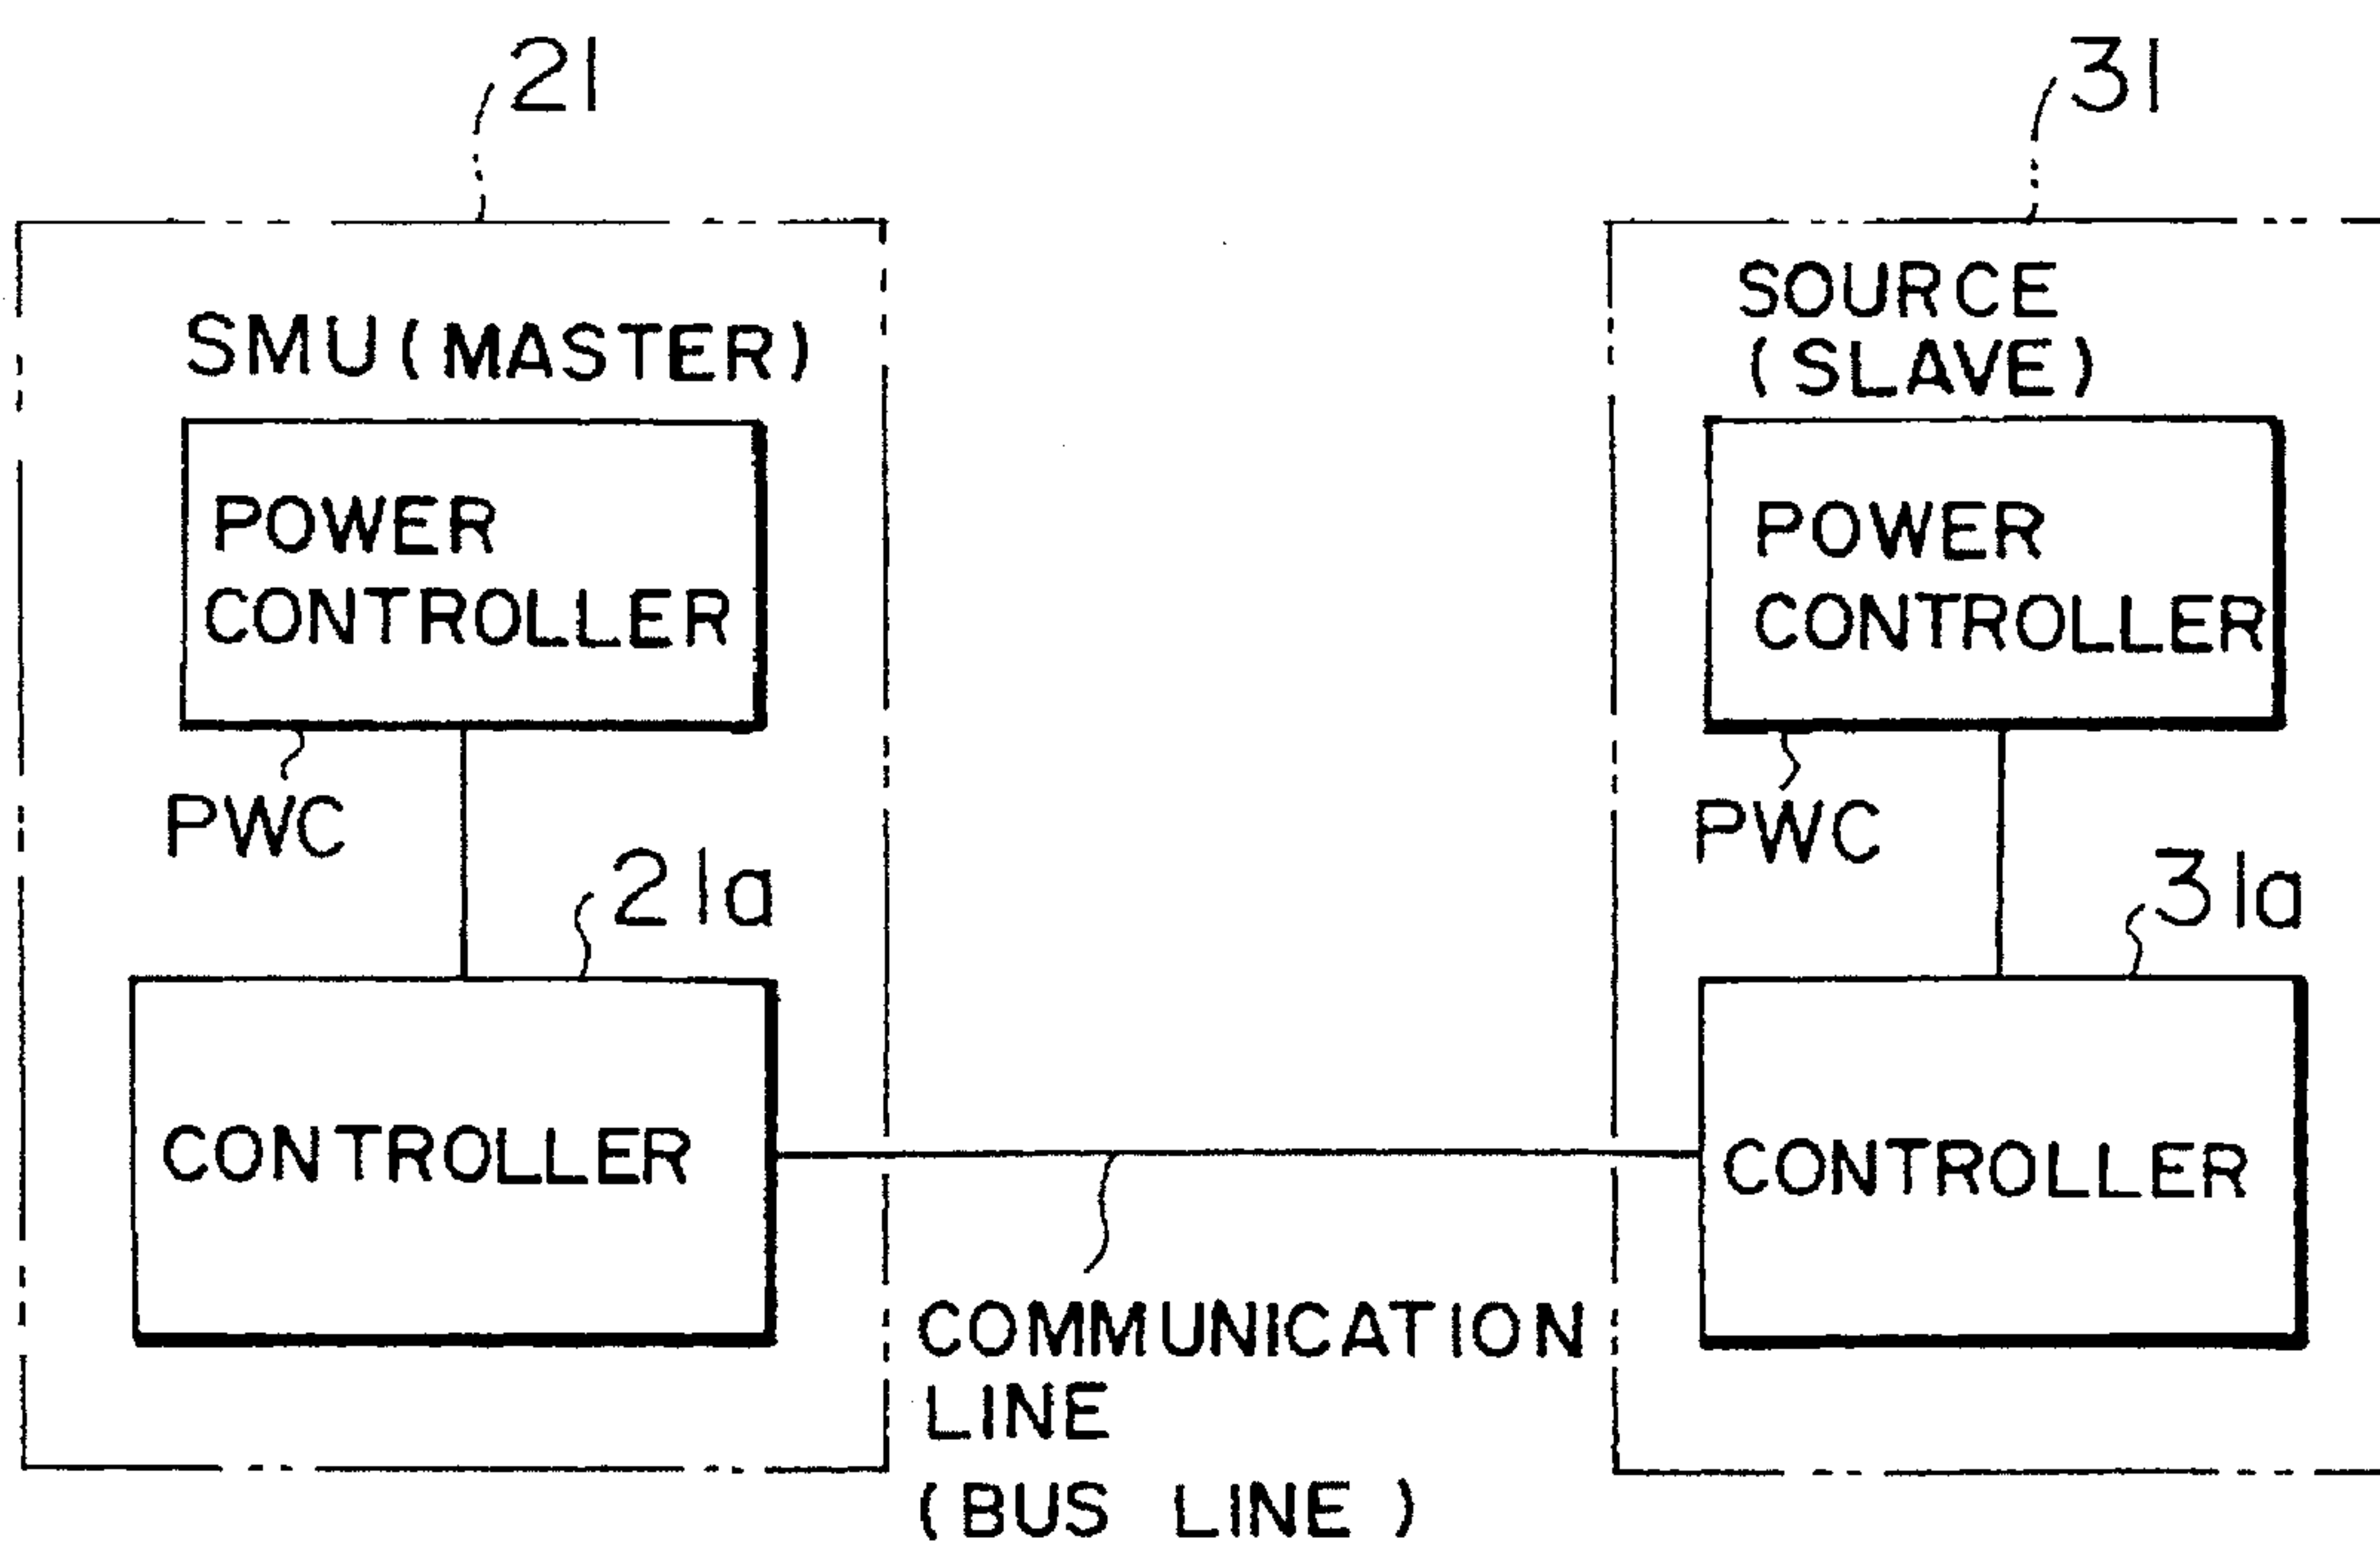 21
SMU (MASTER)
POWER
CONTROLLER
PWC
21a
CONTROLLER
COMMUNICATION
LINE
(BUS LINE)
31
SOURCE
(SLAVE)
POWER
CONTROLLER
PWC
31a
CONTROLLER